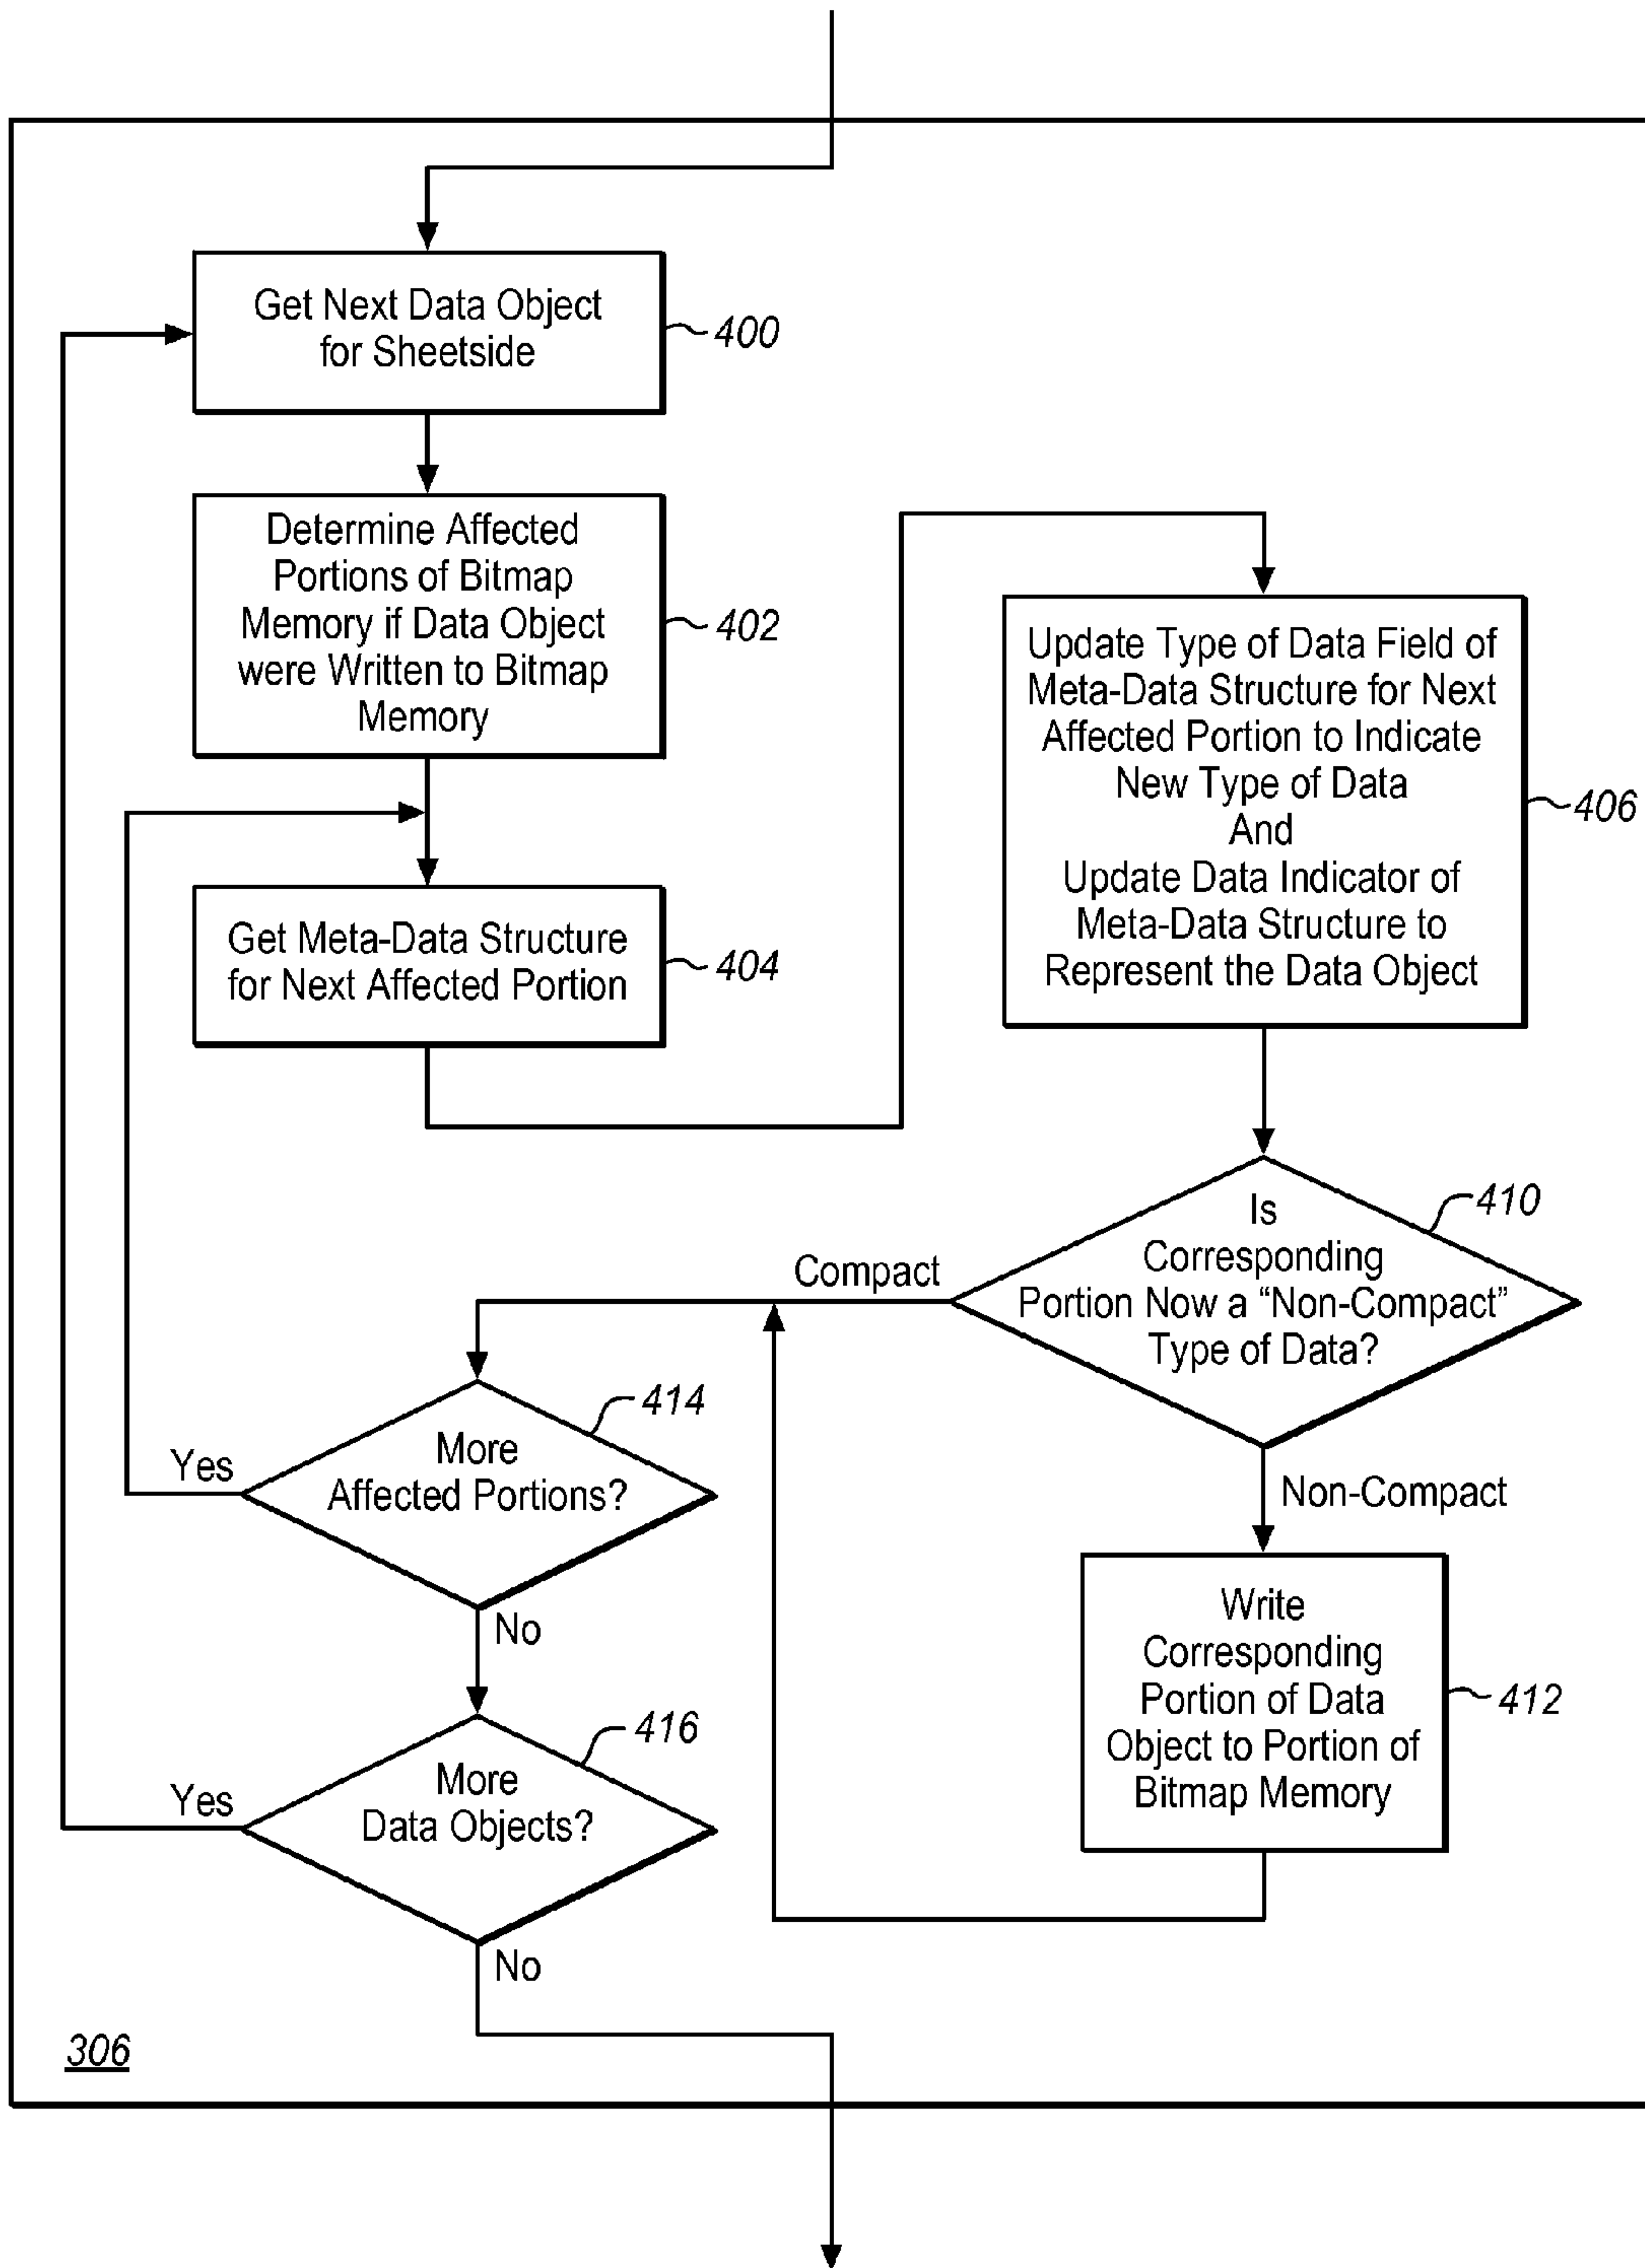 Get Next Data Object
for Sheetside
400
Determine Affected
Portions of Bitmap
Memory if Data Object
were Written to Bitmap
Memory
402
Get Meta-Data Structure
for Next Affected Portion
404
Update Type of Data Field of
Meta-Data Structure for Next
Affected Portion to Indicate
New Type of Data
And
Update Data Indicator of
Meta-Data Structure to
Represent the Data Object
406
Is
Corresponding
Portion Now a “Non-Compact”
Type of Data?
410
Compact
Non-Compact
Write
Corresponding
Portion of Data
Object to Portion of
Bitmap Memory
412
More
Affected Portions?
414
Yes
No
More
Data Objects?
416
Yes
No
306